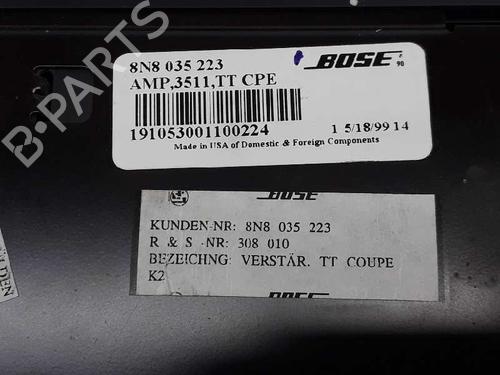 8N8 035 223
BOSE
AMP,3511,TT CPE
191053001100224
1 5/18/99 14
Made in USA of Domestic & Foreign Components
BOSE
KUNDEN-NR: 8N8 035 223
R & S -NR: 308 010
BEZEICHNG: VERSTÄR. TT COUPE
K2
BOSE
B-PARTS